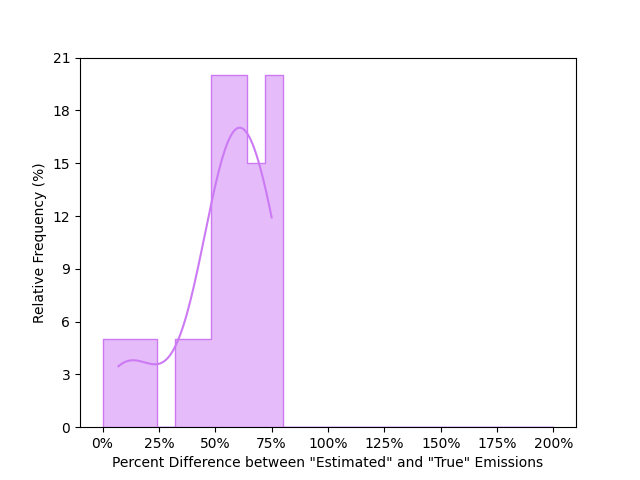 21
18
15
12
9
6
3
0
Relative Frequency (%)
0% 25% 50% 75% 100% 125% 150% 175% 200%
Percent Difference between "Estimated" and "True" Emissions